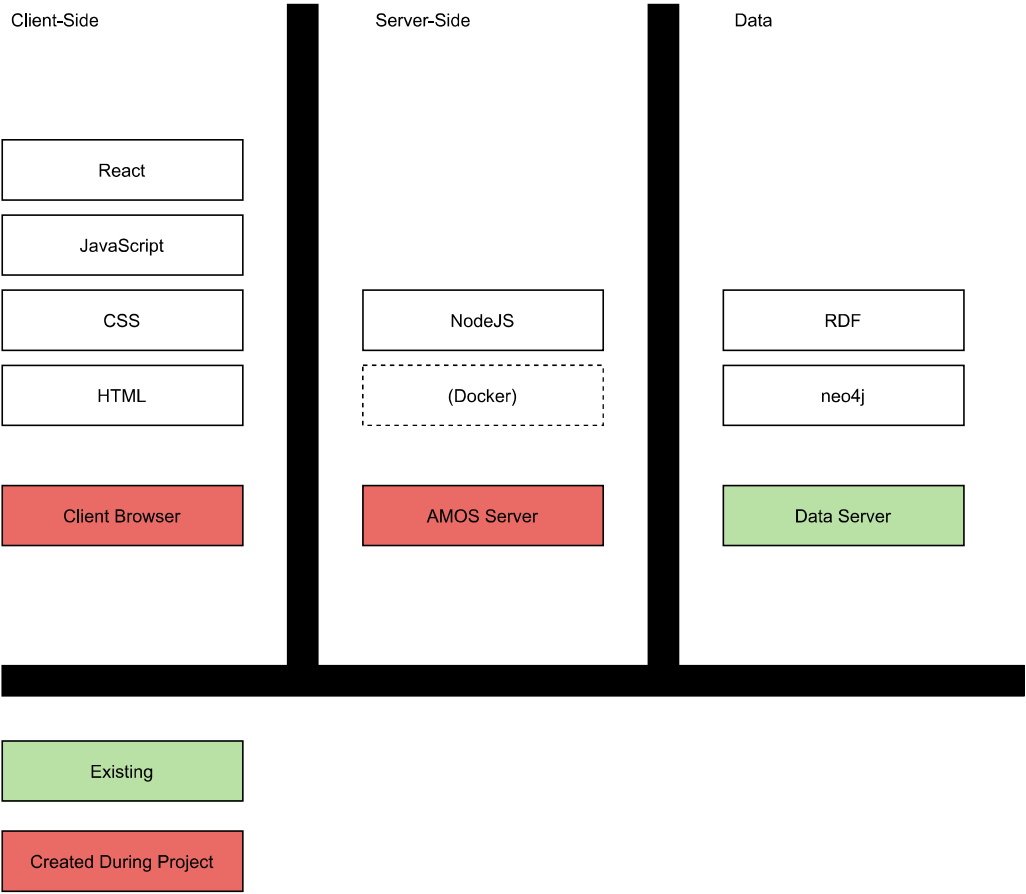 Client-Side
Server-Side
Data
React
JavaScript
CSS
NodeJS
RDF
HTML
(Docker)
neo4j
Client Browser
AMOS Server
Data Server
Existing
Created During Project